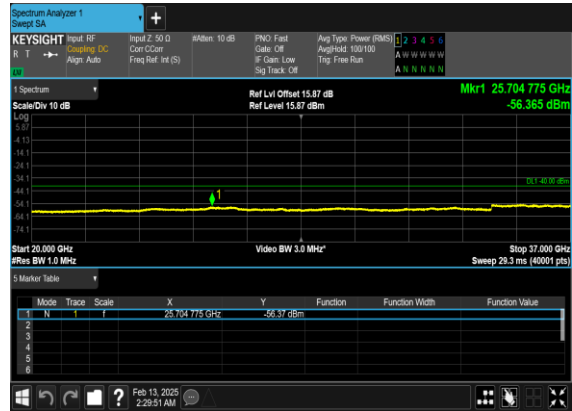 Spectrum Analyzer 1
Swept SA
+
KEYSIGHT Input: RF Input Z: 50 Ω #Atten: 10 dB PNO: Fast Avg Type: Power (RMS) 1 2 3 4 5 6
R T Coupling: DC Corr CCorr Gate: Off Avg|Hold: 100/100 A W W W W W
Align: Auto Freq Ref: Int (S) IF Gain: Low Trig: Free Run A N N N N N
Sig Track: Off
1 Spectrum Ref Lvl Offset 15.87 dB Mkr1 25.704 775 GHz
Scale/Div 10 dB Ref Level 15.87 dBm -56.365 dBm
Log
5.87
-4.13
-14.1
-24.1
-34.1
DL1 -40.00 dBm
-44.1
1
-54.1
-64.1
-74.1
Start 20.000 GHz Video BW 3.0 MHz* Stop 37.000 GHz
#Res BW 1.0 MHz Sweep 29.3 ms (40001 pts)
5 Marker Table
Mode Trace Scale X Y Function Function Width Function Value
1 N 1 f 25.704 775 GHz -56.37 dBm
2
3
4
5
6
? Feb 13, 2025
2:29:51 AM